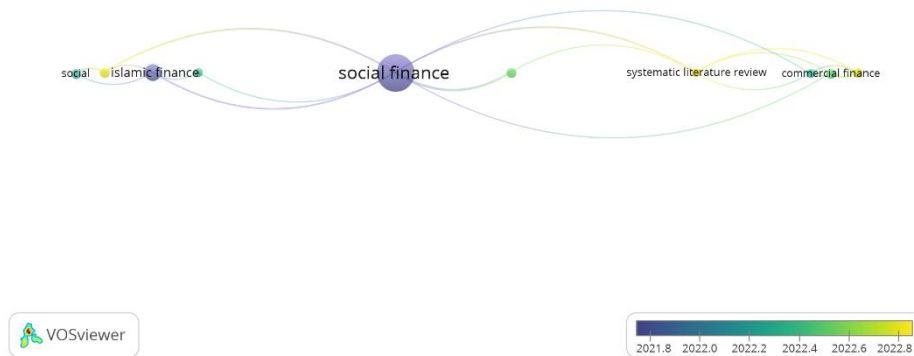 social
islamic finance
social finance
systematic literature review
commercial finance
VOSviewer
2021.8 2022.0 2022.2 2022.4 2022.6 2022.8